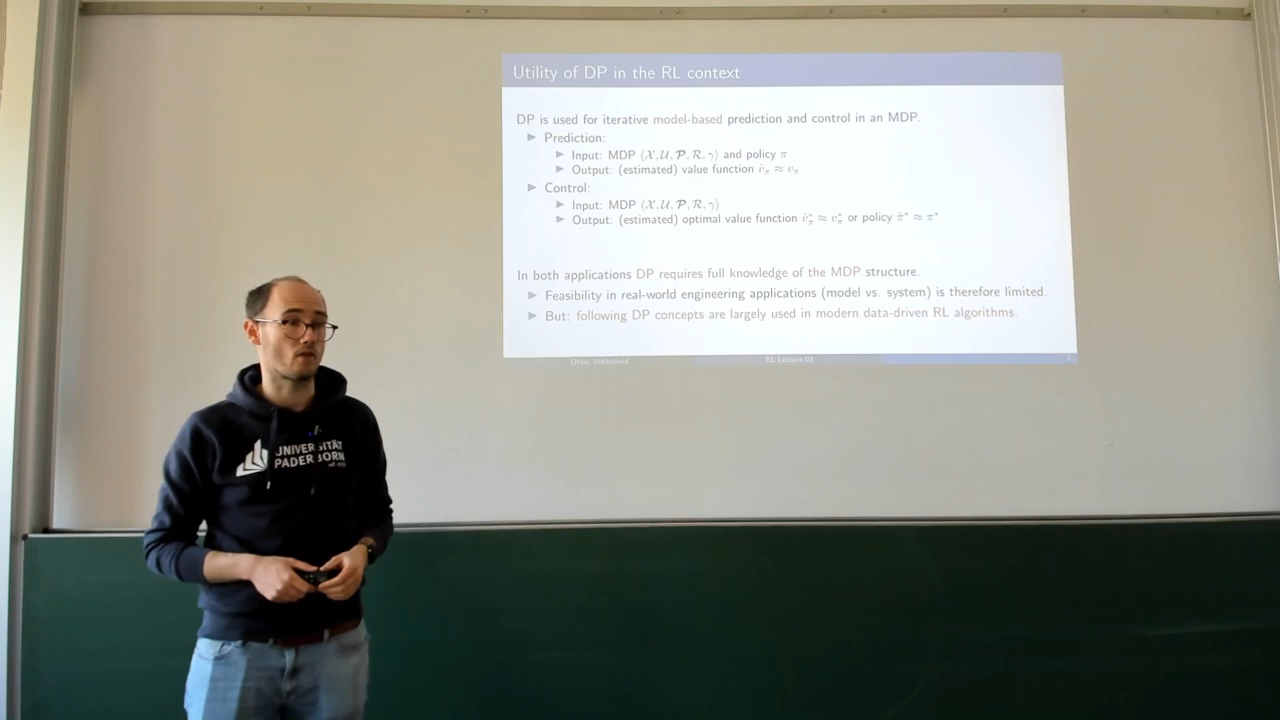 Utility of DP in the RL context
DP is used for iterative model-based prediction and control in an MDP.
▶ Prediction:
▶ Input: MDP ⟨𝒳, 𝒰, 𝓟, ℛ, γ⟩ and policy π
▶ Output: (estimated) value function v̂_π ≈ v_π
▶ Control:
▶ Input: MDP ⟨𝒳, 𝒰, 𝓟, ℛ, γ⟩
▶ Output: (estimated) optimal value function v̂*_π ≈ v*_π or policy π̂* ≈ π*
In both applications DP requires full knowledge of the MDP structure.
▶ Feasibility in real-world engineering applications (model vs. system) is therefore limited.
▶ But: following DP concepts are largely used in modern data-driven RL algorithms.
RL Lecture 03
UNIVERSITÄT
PADERBORN